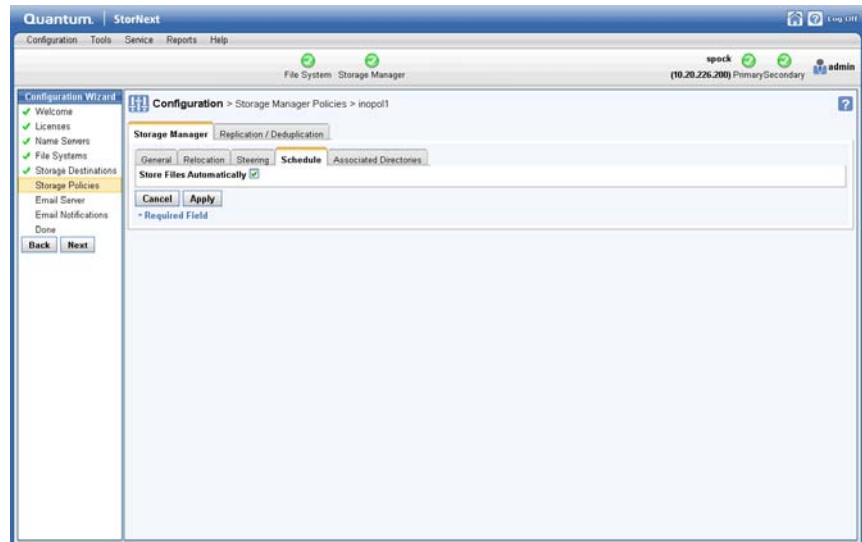 Quantum. | StorNext
Log Off
Configuration Tools Service Reports Help
File System Storage Manager
spock
(10.20.226.200) Primary Secondary
admin
Configuration Wizard
Welcome
Licenses
Name Servers
File Systems
Storage Destinations
Storage Policies
Email Server
Email Notifications
Done
Back Next
Configuration > Storage Manager Policies > inopol1
?
Storage Manager Replication / Deduplication
General Relocation Steering Schedule Associated Directories
Store Files Automatically
Cancel Apply
* Required Field